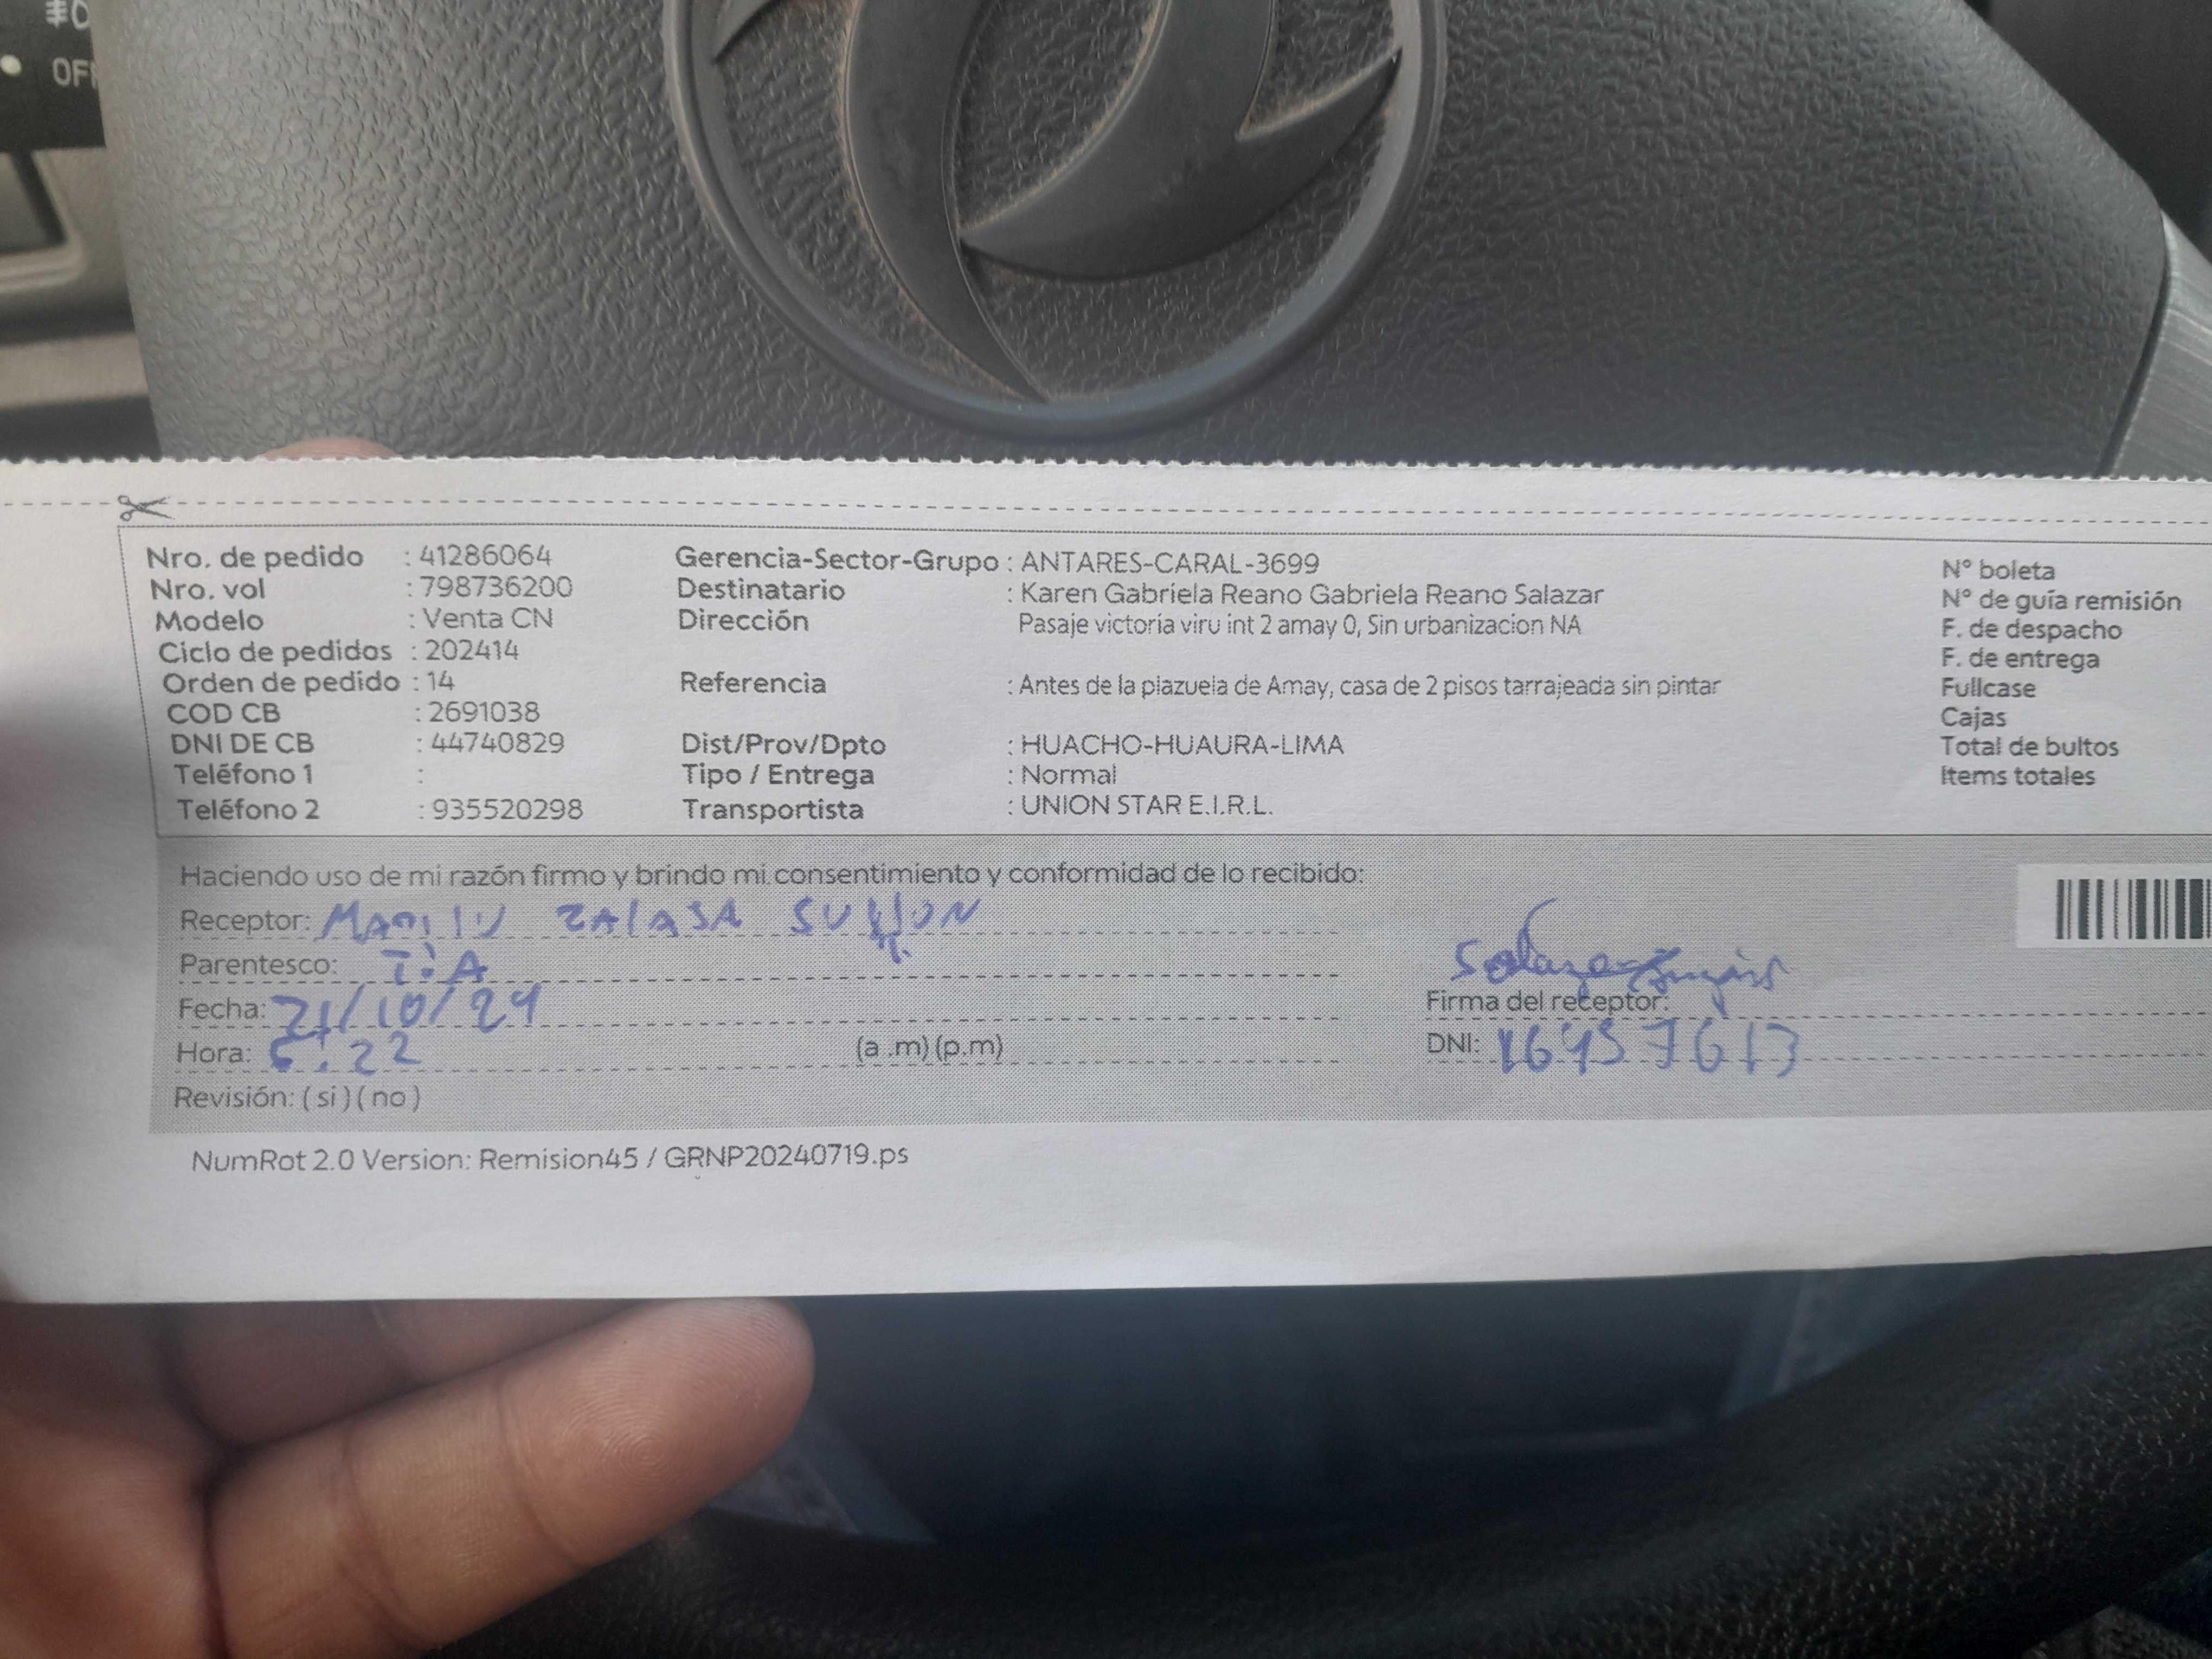 OFF
Nro. de pedido : 41286064
Nro. vol : 798736200
Modelo : Venta CN
Ciclo de pedidos : 202414
Orden de pedido : 14
COD CB : 2691038
DNI DE CB : 44740829
Teléfono 1 :
Teléfono 2 : 935520298
Gerencia-Sector-Grupo : ANTARES-CARAL-3699
Destinatario : Karen Gabriela Reano Gabriela Reano Salazar
Dirección Pasaje victoria viru int 2 amay 0, Sin urbanizacion NA
Referencia : Antes de la plazuela de Amay, casa de 2 pisos tarrajeada sin pintar
Dist/Prov/Dpto : HUACHO-HUAURA-LIMA
Tipo / Entrega : Normal
Transportista : UNION STAR E.I.R.L.
N° boleta
N° de guía remisión
F. de despacho
F. de entrega
Fullcase
Cajas
Total de bultos
Items totales
Haciendo uso de mi razón firmo y brindo mi consentimiento y conformidad de lo recibido:
Receptor:
Parentesco: TiA
Fecha: 21/10/24
Hora: 22 (a .m) (p.m)
Revisión: ( si ) ( no )
Firma del receptor:
DNI:
NumRot 2.0 Version: Remision45 / GRNP20240719.ps